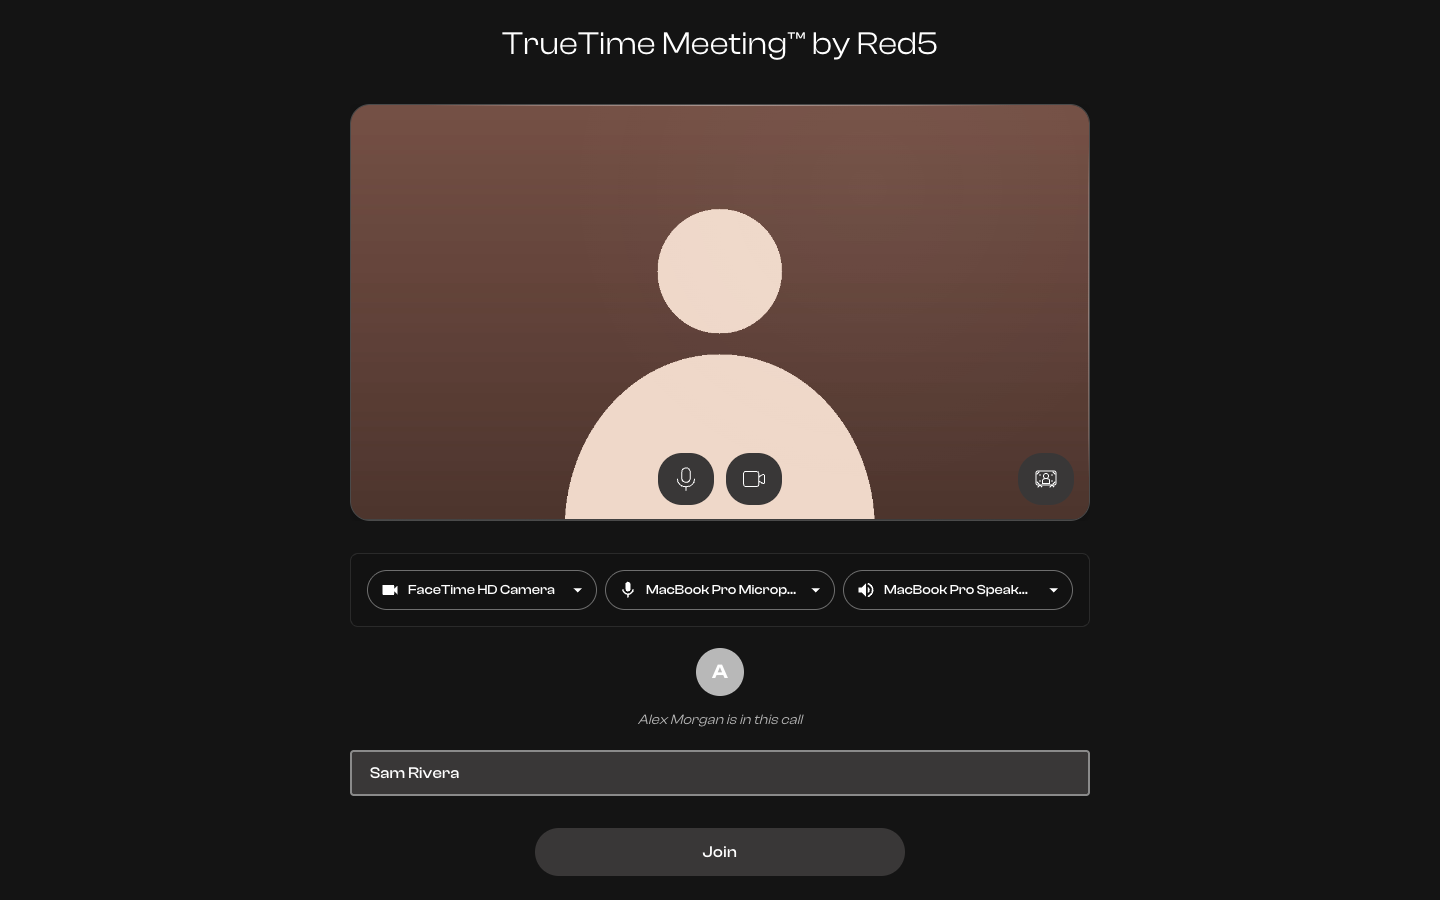 TrueTime Meeting™ by Red5
FaceTime HD Camera
MacBook Pro Microp...
MacBook Pro Speak...
A
Alex Morgan is in this call
Sam Rivera
Join